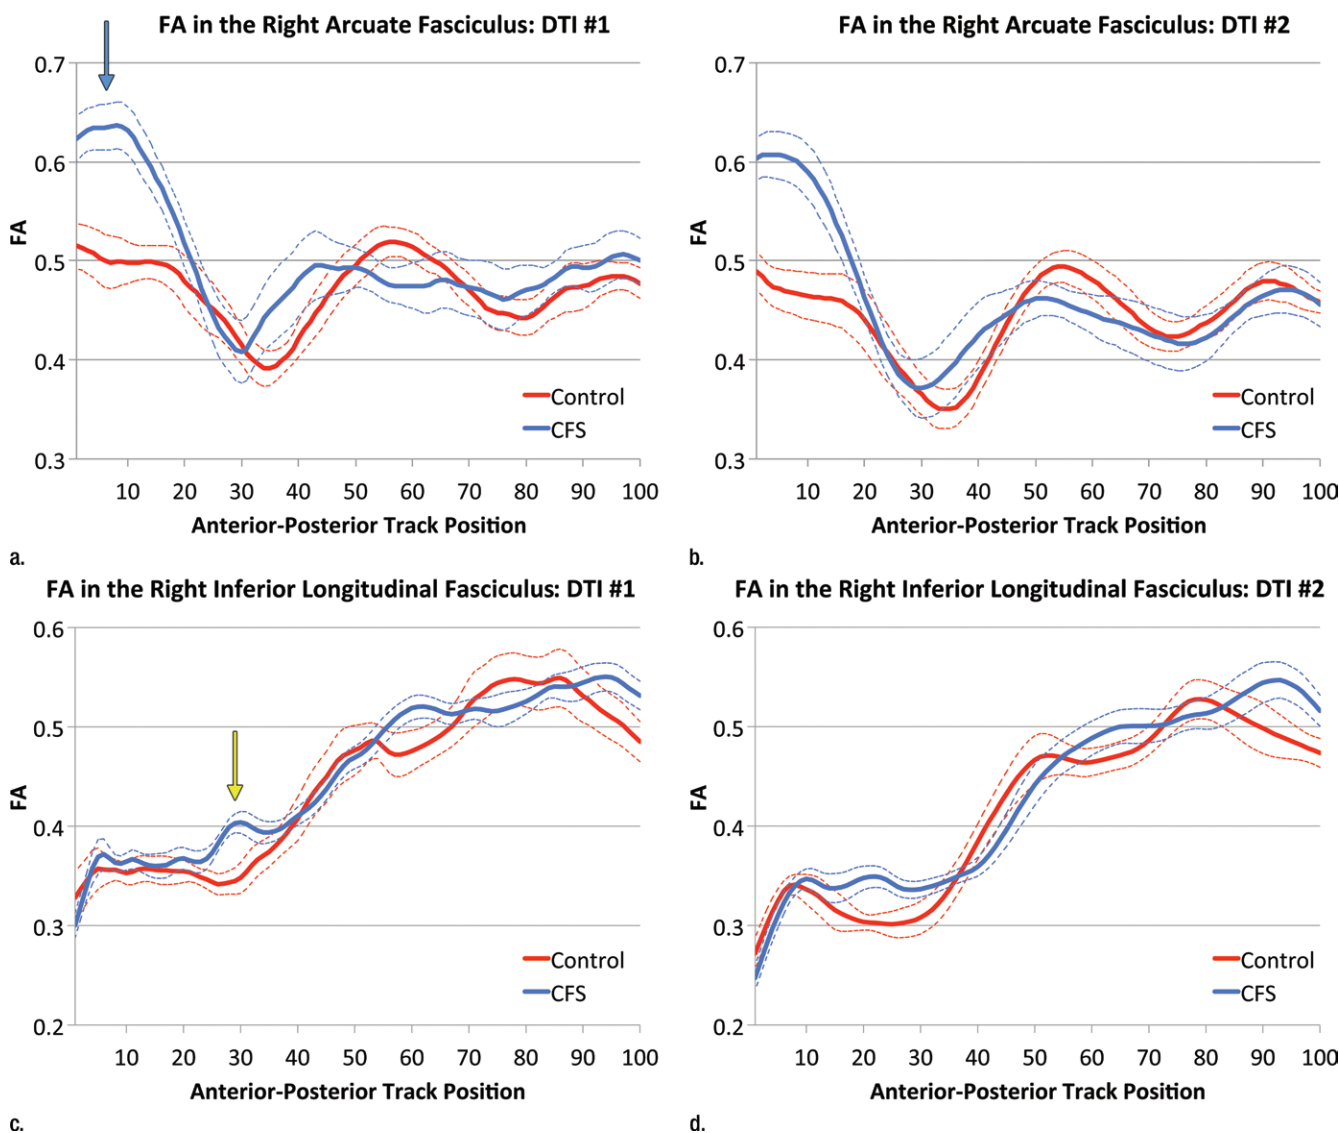 FA in the Right Arcuate Fasciculus: DTI #1
0.7
0.6
0.5
0.4
0.3
FA
Control
CFS
10 20 30 40 50 60 70 80 90 100
Anterior-Posterior Track Position
a.
FA in the Right Arcuate Fasciculus: DTI #2
0.7
0.6
0.5
0.4
0.3
FA
Control
CFS
10 20 30 40 50 60 70 80 90 100
Anterior-Posterior Track Position
b.
FA in the Right Inferior Longitudinal Fasciculus: DTI #1
0.6
0.5
0.4
0.3
0.2
FA
Control
CFS
10 20 30 40 50 60 70 80 90 100
Anterior-Posterior Track Position
c.
FA in the Right Inferior Longitudinal Fasciculus: DTI #2
0.6
0.5
0.4
0.3
0.2
FA
Control
CFS
10 20 30 40 50 60 70 80 90 100
Anterior-Posterior Track Position
d.